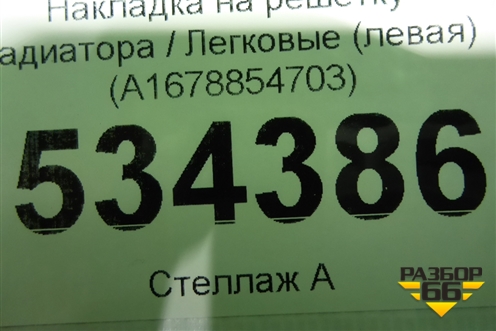 Накладка на решетку
адиатора / Легковые (левая)
(A1678854703)
534386
Стеллаж А
РАЗБОР
66